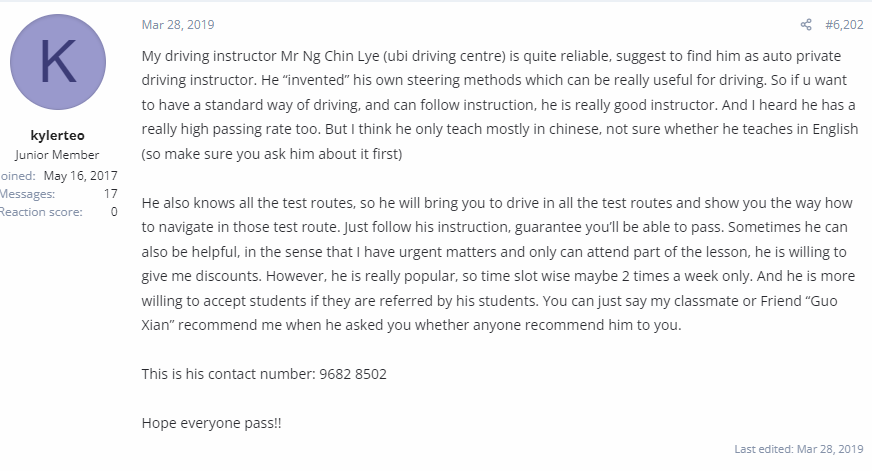 Mar 28, 2019
#6,202
K
kylerteo
Junior Member
Joined: May 16, 2017
Messages: 17
Reaction score: 0
My driving instructor Mr Ng Chin Lye (ubi driving centre) is quite reliable, suggest to find him as auto private
driving instructor. He “invented” his own steering methods which can be really useful for driving. So if u want
to have a standard way of driving, and can follow instruction, he is really good instructor. And I heard he has a
really high passing rate too. But I think he only teach mostly in chinese, not sure whether he teaches in English
(so make sure you ask him about it first)
He also knows all the test routes, so he will bring you to drive in all the test routes and show you the way how
to navigate in those test route. Just follow his instruction, guarantee you’ll be able to pass. Sometimes he can
also be helpful, in the sense that I have urgent matters and only can attend part of the lesson, he is willing to
give me discounts. However, he is really popular, so time slot wise maybe 2 times a week only. And he is more
willing to accept students if they are referred by his students. You can just say my classmate or Friend “Guo
Xian” recommend me when he asked you whether anyone recommend him to you.
This is his contact number: 9682 8502
Hope everyone pass!!
Last edited: Mar 28, 2019